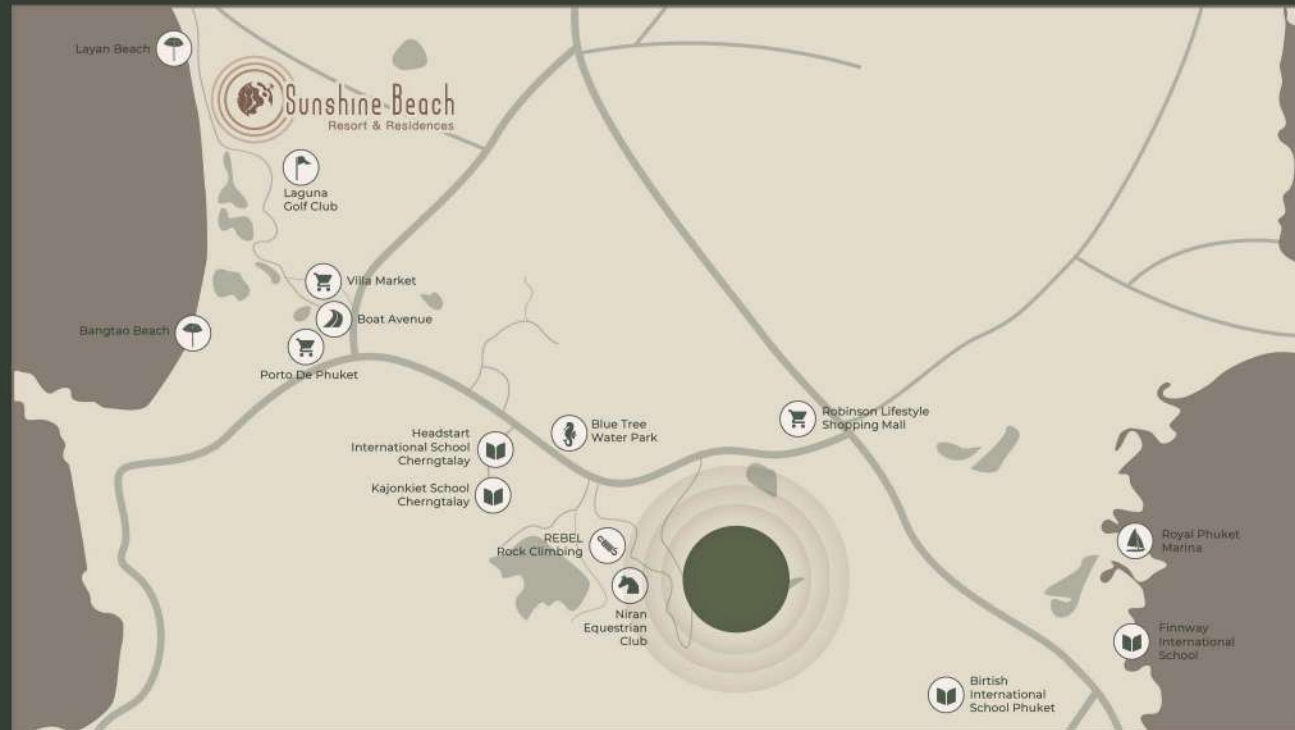 Layan Beach
Sunshine Beach
Resort & Residences
Laguna
Golf Club
Villa Market
Boat Avenue
Bangtao Beach
Porto De Phuket
Blue Tree
Water Park
Robinson Lifestyle
Shopping Mall
Headstart
International School
Cherngtalay
Kajonkiet School
Cherngtalay
REBEL
Rock Climbing
Royal Phuket
Marina
Niran
Equestrian
Club
Finnway
International
School
Birtish
International
School Phuket